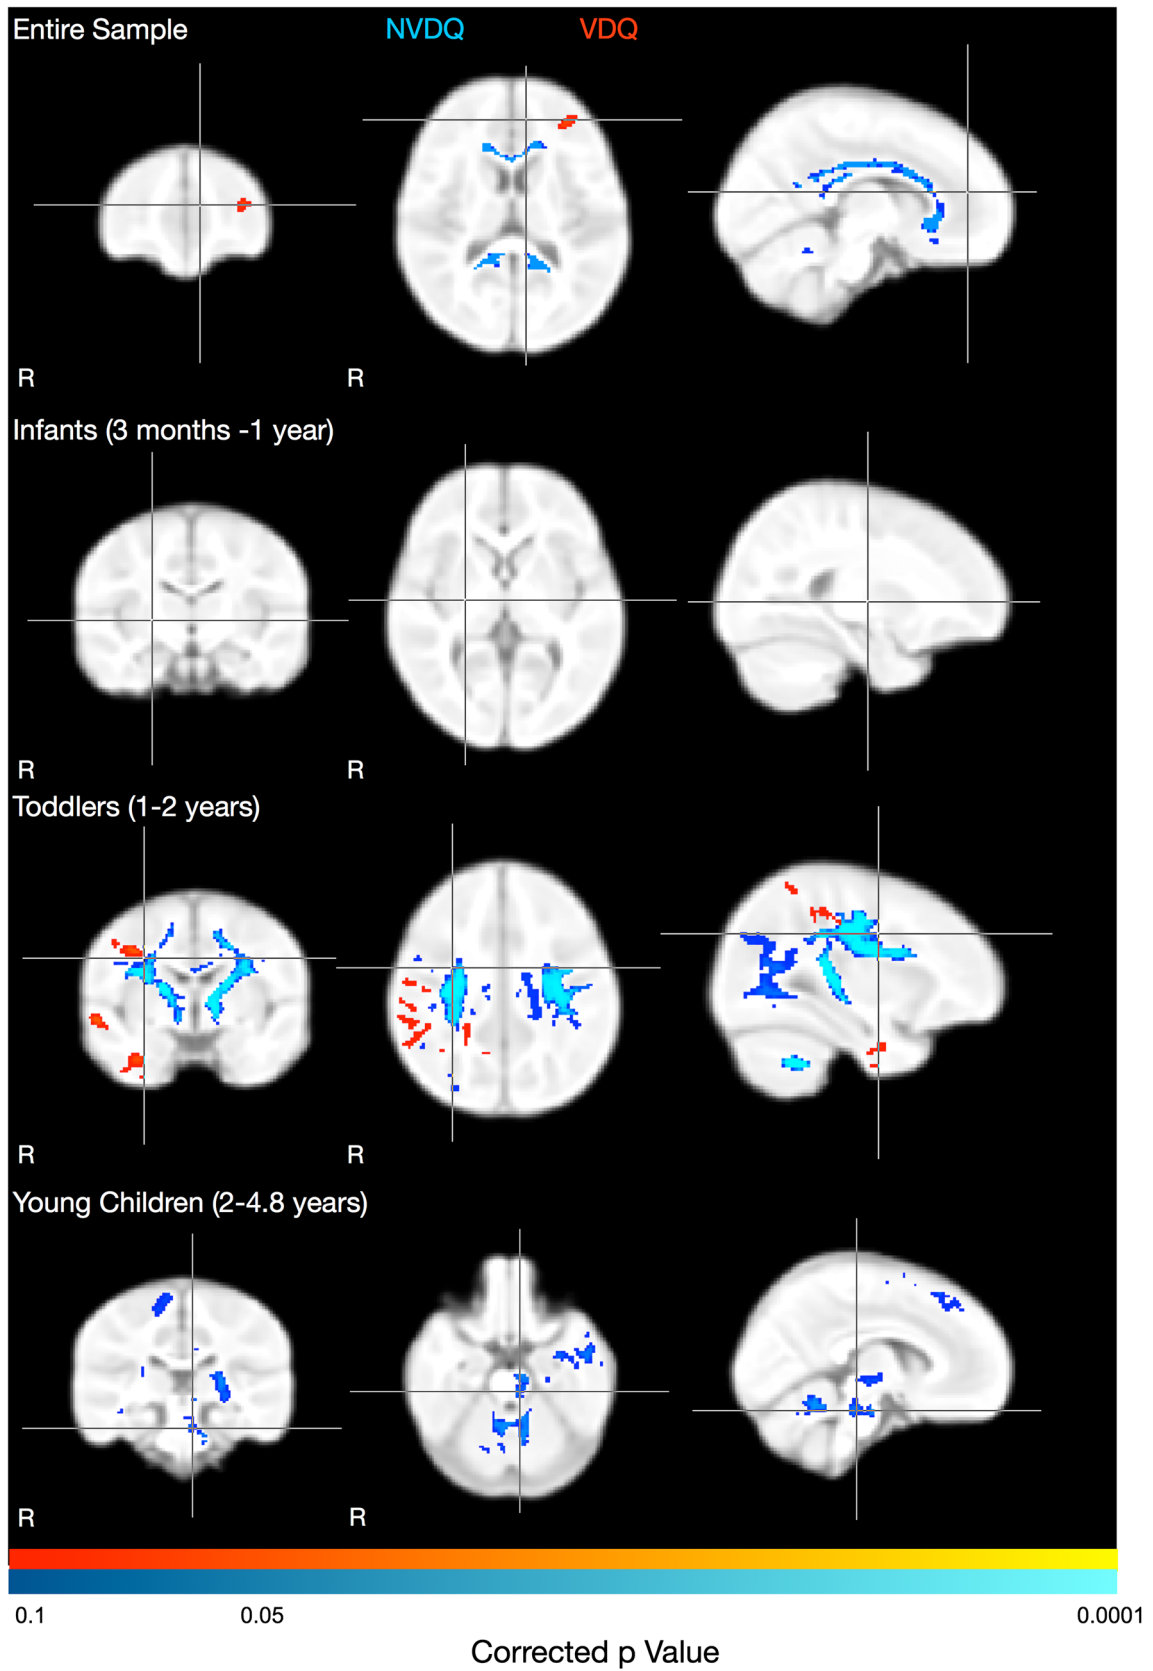 Entire Sample NVDQ VDQ
R R
Infants (3 months -1 year)
R R
Toddlers (1-2 years)
R R
Young Children (2-4.8 years)
R R
0.1 0.05 0.0001
Corrected p Value